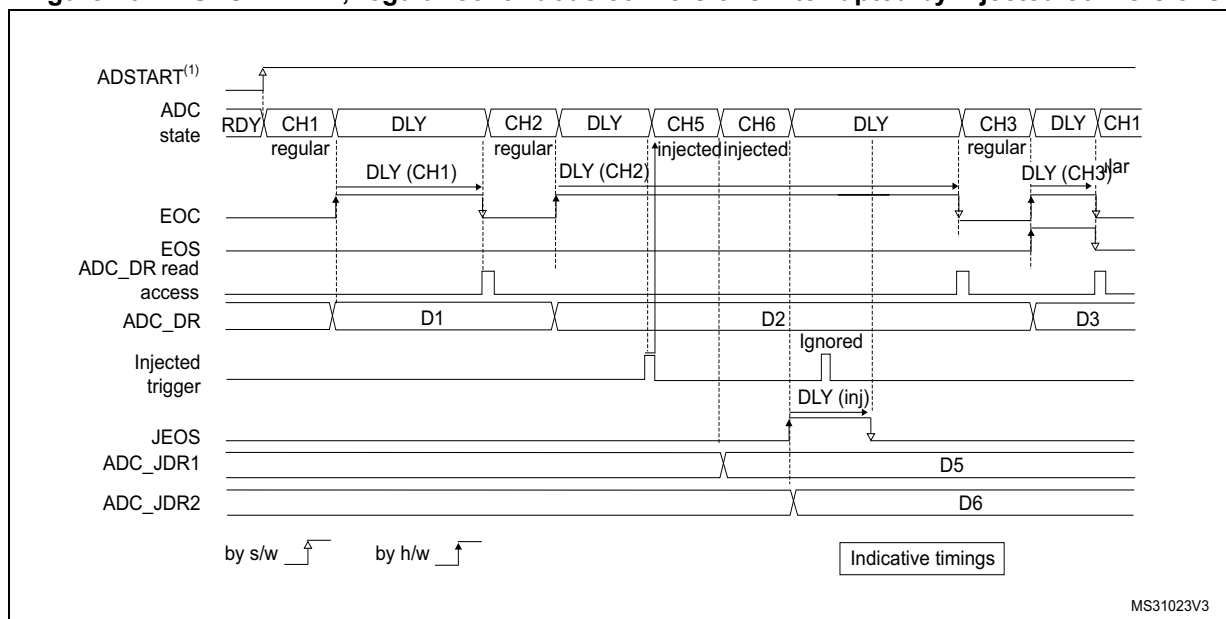 ADSTART(1)
ADC state
RDY CH1 DLY CH2 DLY CH5 CH6 DLY CH3 DLY CH1
regular regular injected injected regular
DLY (CH1) DLY (CH2) DLY (CH3)
EOC
EOS
ADC_DR read access
ADC_DR D1 D2 D3
Ignored
Injected trigger
DLY (inj)
JEOS
ADC_JDR1 D5
ADC_JDR2 D6
by s/w by h/w Indicative timings
MS31023V3